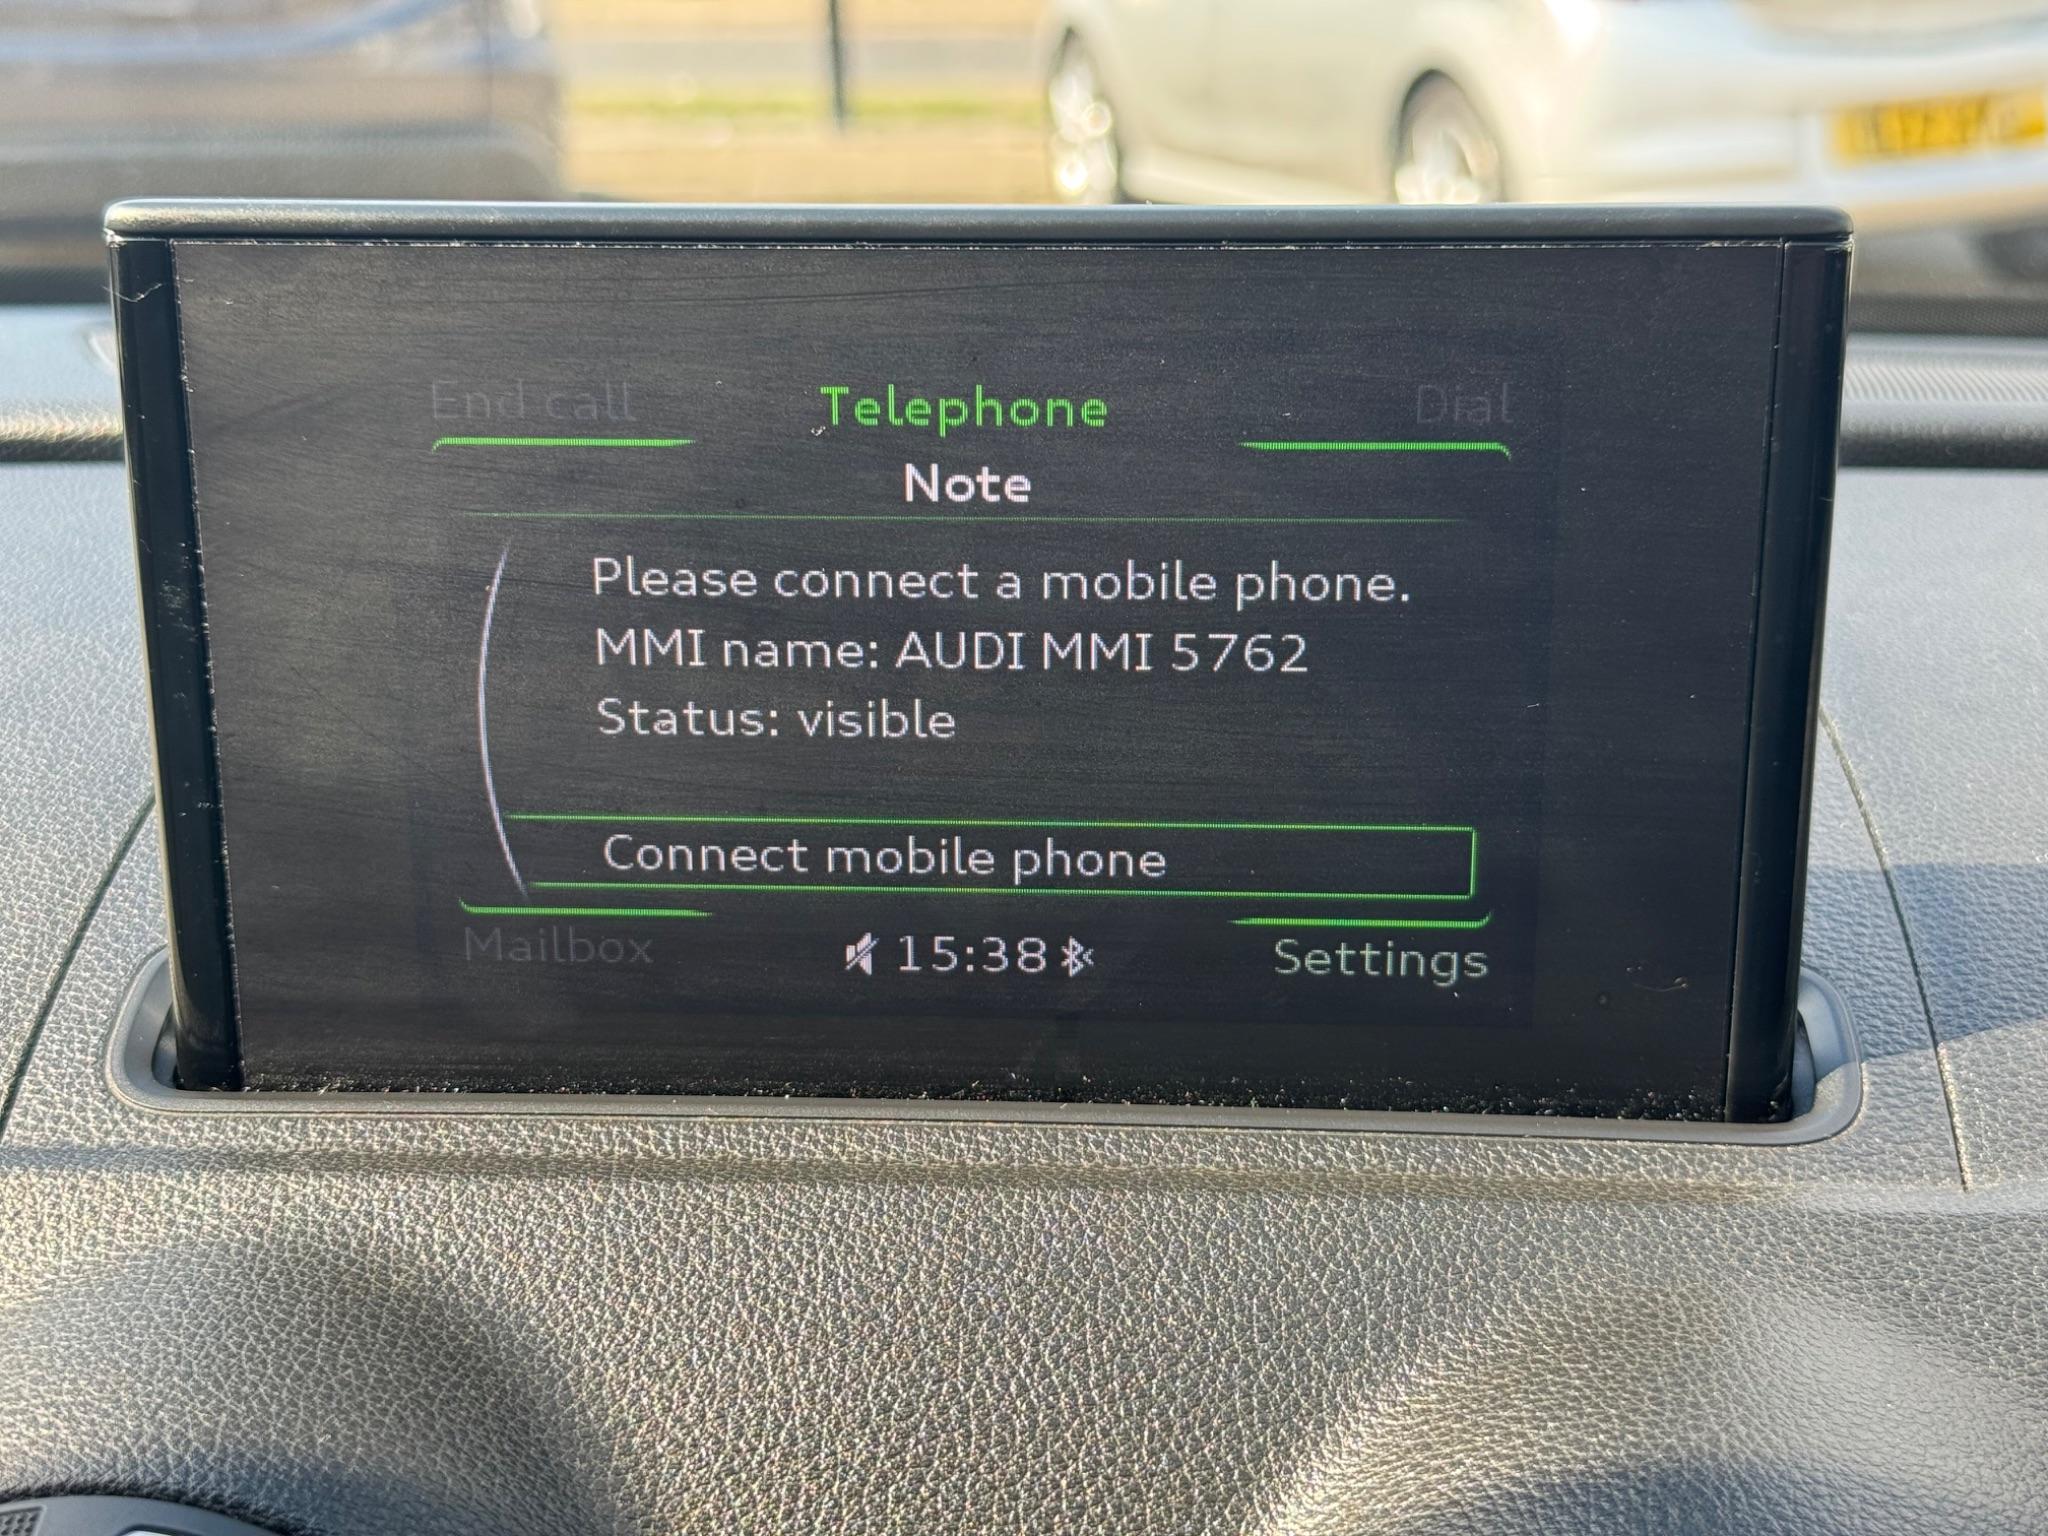 End call Telephone Dial
Note
Please connect a mobile phone.
MMI name: AUDI MMI 5762
Status: visible
Connect mobile phone
Mailbox 15:38 Settings